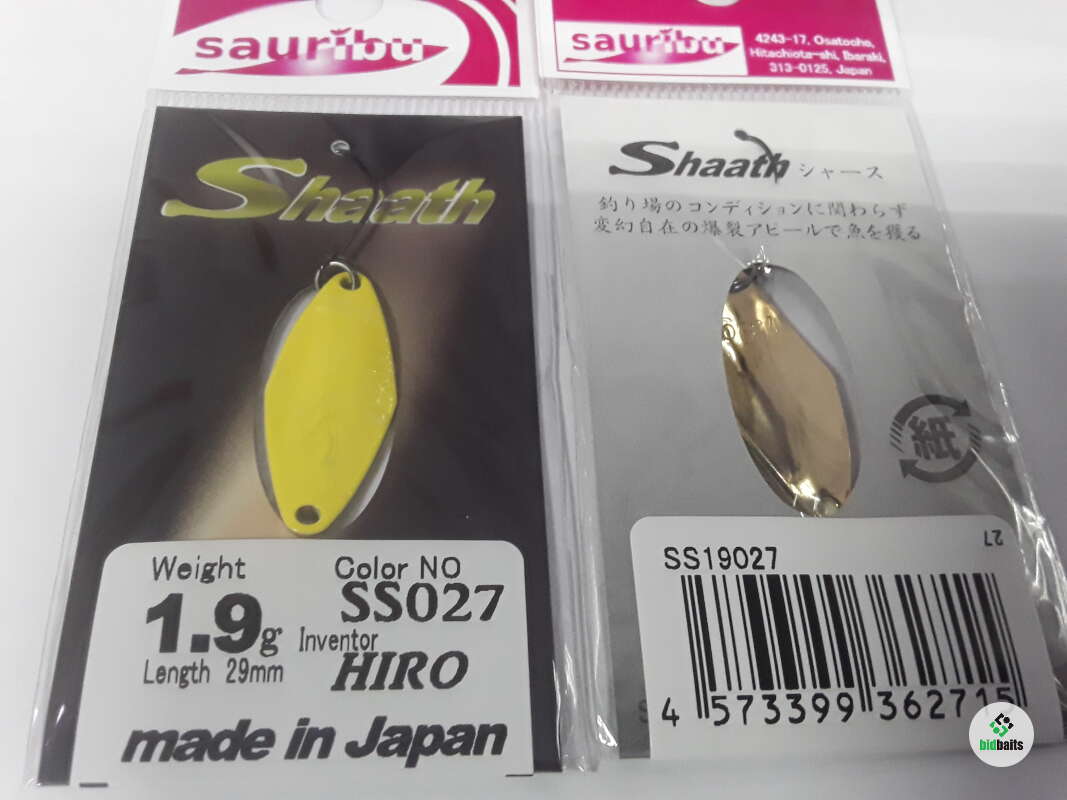 sauribu
Shaath
Weight
1.9g
Length 29mm
Color NO
SS027
Inventor
HIRO
made in Japan
sauribu
4243-17, Osatocho,
Hitachiota-shi, Ibaraki,
313-0125, Japan
Shaath シャース
釣り場のコンディションに関わらず
変幻自在の爆裂アピールで魚を獲る
紙
27
SS19027
4 573399 362715
bidbaits